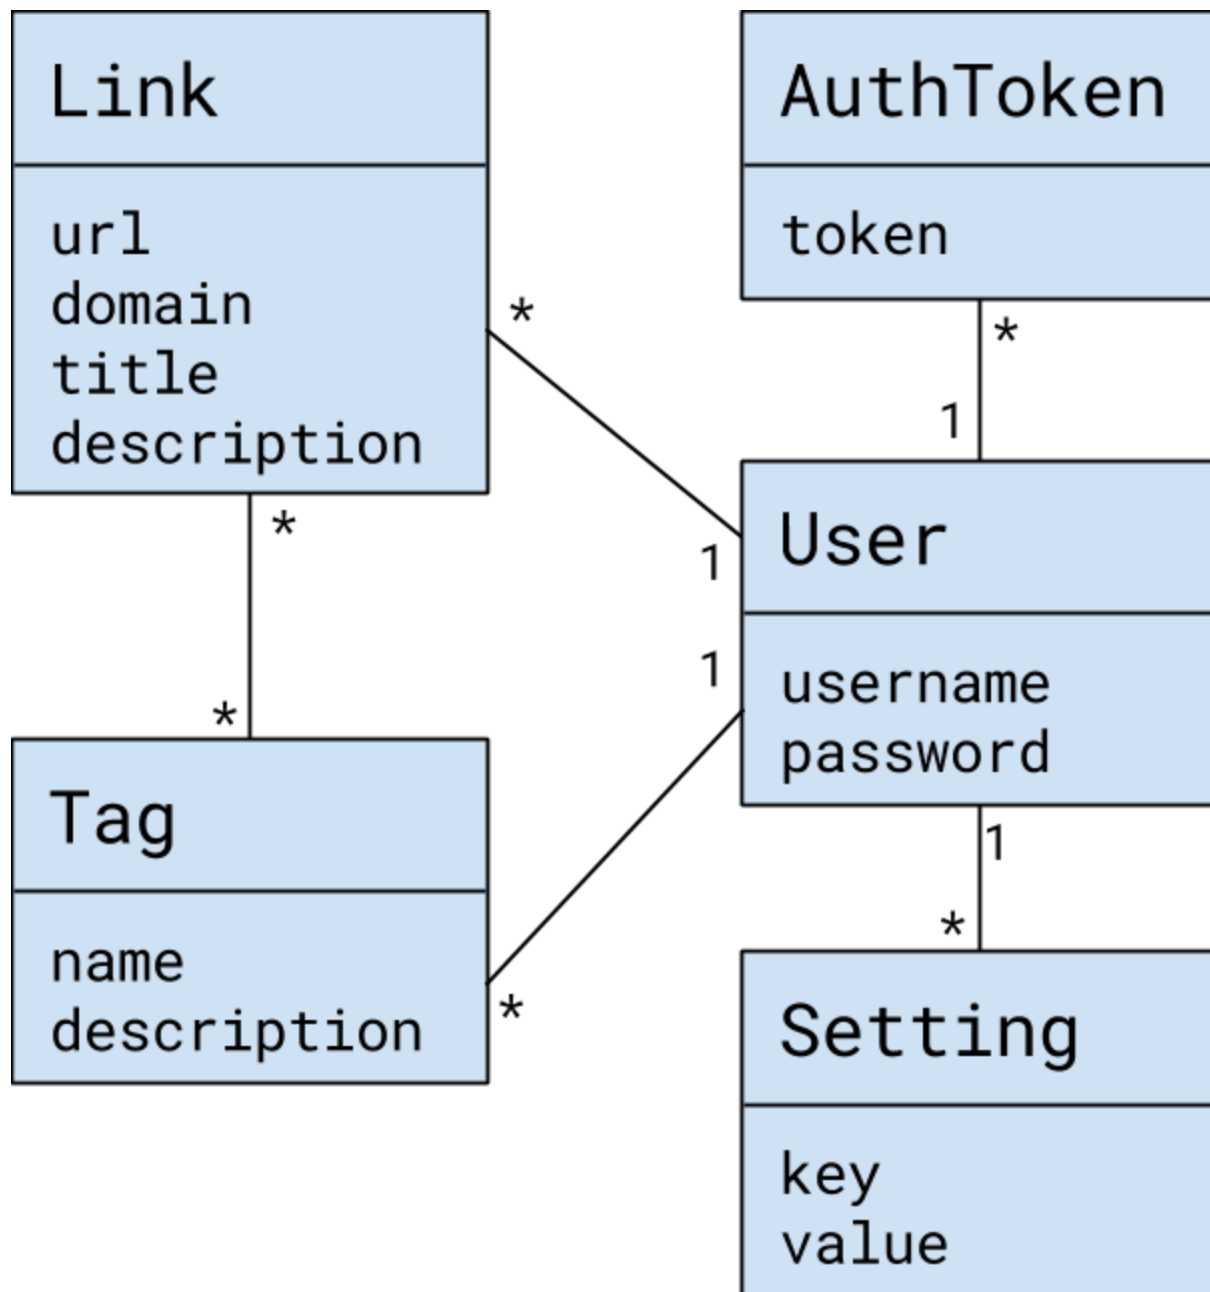 Link
url
domain
title
description
*
*
AuthToken
token
*
1
*
1
User
username
password
1
*
Tag
name
description
1
*
Setting
key
value